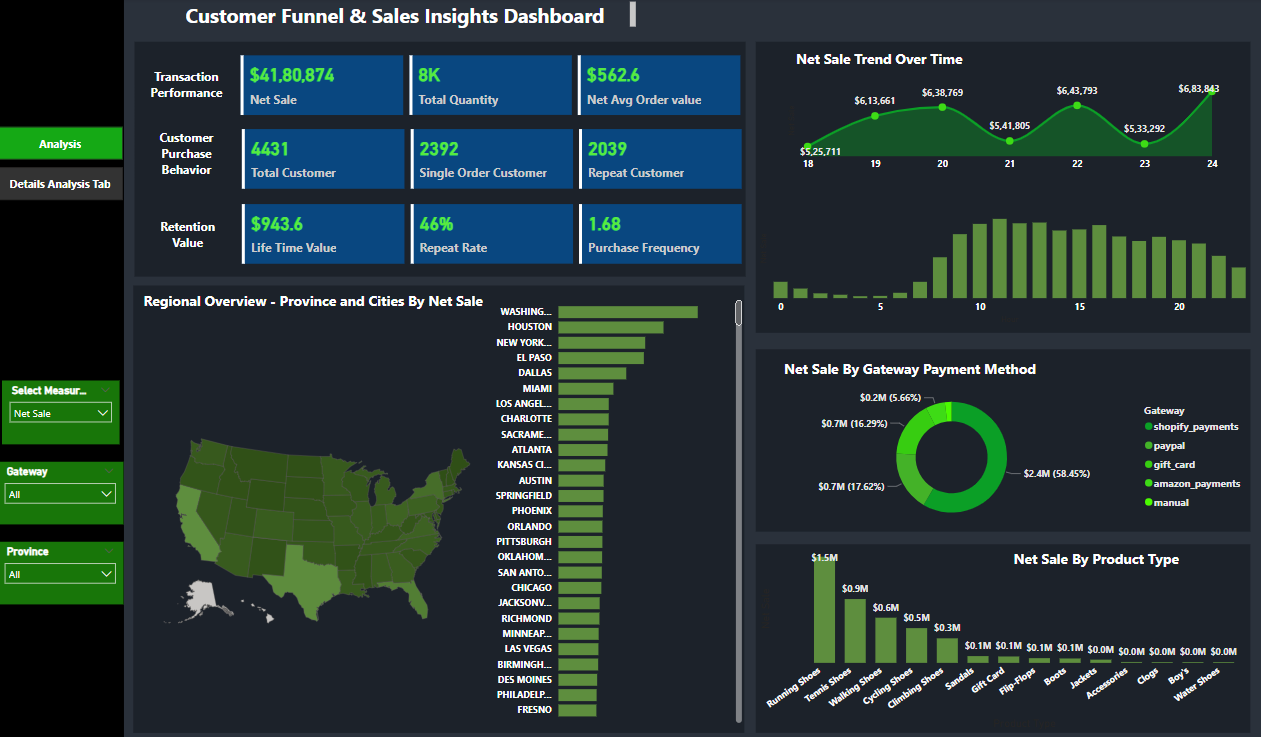 Customer Funnel & Sales Insights Dashboard
Analysis
Details Analysis Tab
Select Measur...
Net Sale
Gateway
All
Province
All
Transaction
Performance
$41,80,874
Net Sale
8K
Total Quantity
$562.6
Net Avg Order value
Customer
Purchase
Behavior
4431
Total Customer
2392
Single Order Customer
2039
Repeat Customer
Retention
Value
$943.6
Life Time Value
46%
Repeat Rate
1.68
Purchase Frequency
Regional Overview - Province and Cities By Net Sale
WASHING...
HOUSTON
NEW YORK...
EL PASO
DALLAS
MIAMI
LOS ANGEL...
CHARLOTTE
SACRAME...
ATLANTA
KANSAS CI...
AUSTIN
SPRINGFIELD
PHOENIX
ORLANDO
PITTSBURGH
OKLAHOM...
SAN ANTO...
CHICAGO
JACKSONV...
RICHMOND
MINNEAP...
LAS VEGAS
BIRMINGH...
DES MOINES
PHILADELP...
FRESNO
Net Sale Trend Over Time
$5,25,711
$6,13,661
$6,38,769
$5,41,805
$6,43,793
$5,33,292
$6,83,843
18 19 20 21 22 23 24
0 5 10 15 20
Net Sale By Gateway Payment Method
$0.2M (5.66%)
$0.7M (16.29%)
$0.7M (17.62%)
$2.4M (58.45%)
Gateway
shopify_payments
paypal
gift_card
amazon_payments
manual
Net Sale By Product Type
$1.5M
$0.9M
$0.6M
$0.5M
$0.3M
$0.1M
$0.1M
$0.1M
$0.1M
$0.0M
$0.0M
$0.0M
$0.0M
$0.0M
Running Shoes
Tennis Shoes
Walking Shoes
Cycling Shoes
Climbing Shoes
Sandals
Gift Card
Flip-Flops
Boots
Jackets
Accessories
Clogs
Boy's
Water Shoes